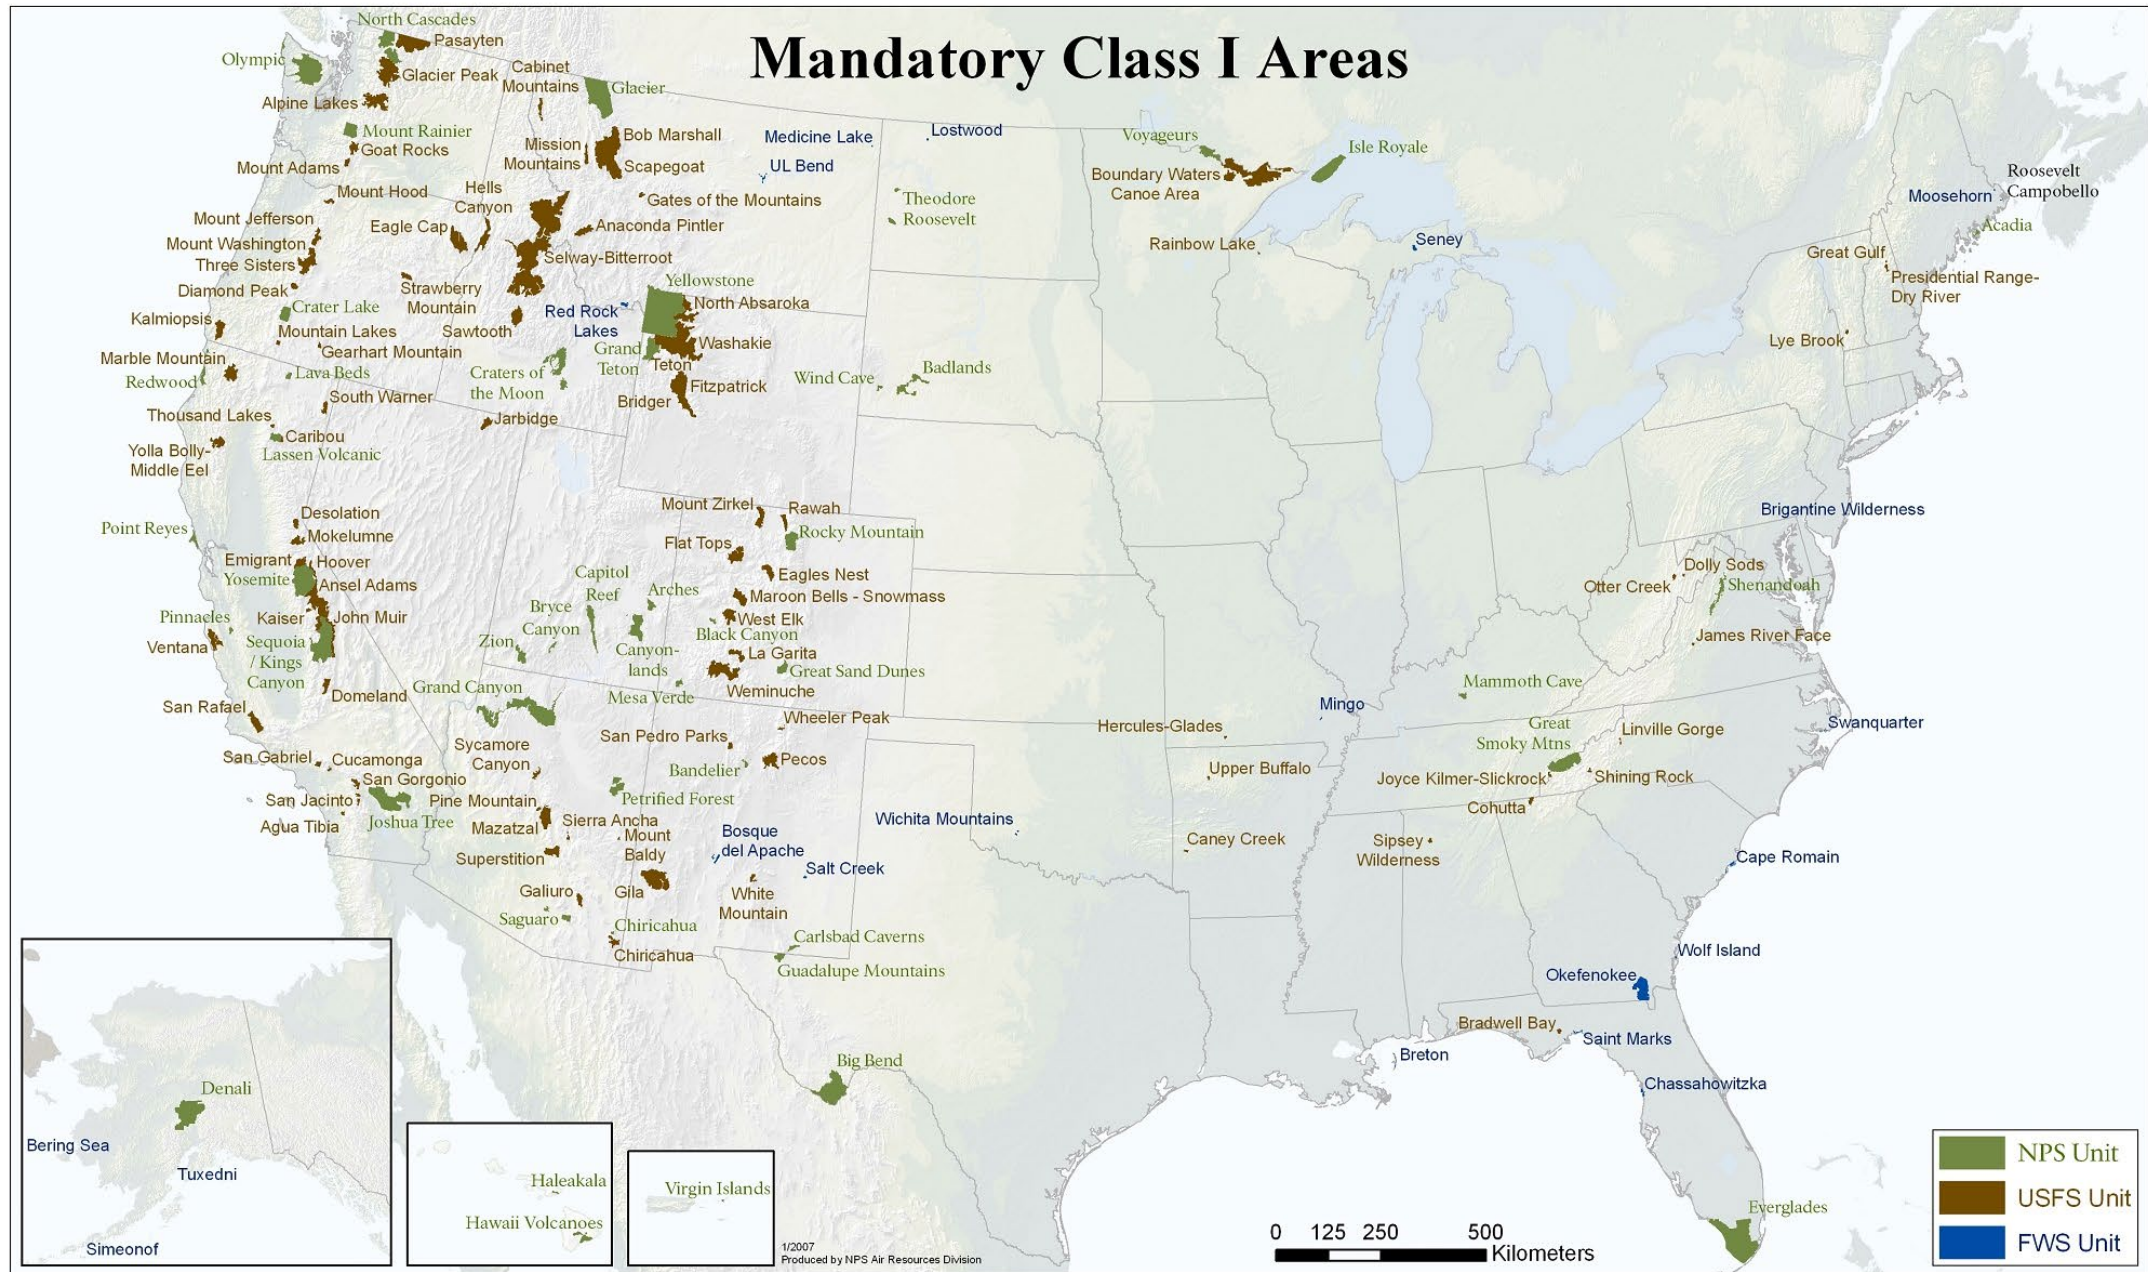 Mandatory Class I Areas
North Cascades
Pasayten
Olympic
Glacier Peak
Alpine Lakes
Cabinet
Mountains
Glacier
Mount Rainier
Goat Rocks
Mount Adams
Mission
Mountains
Bob Marshall
Scapegoat
Medicine Lake
Lostwood
UL Bend
Mount Hood
Hells
Canyon
Gates of the Mountains
Theodore
Roosevelt
Mount Jefferson
Eagle Cap
Anaconda Pintler
Mount Washington
Three Sisters
Selway-Bitterroot
Diamond Peak
Strawberry
Mountain
Yellowstone
North Absaroka
Crater Lake
Red Rock
Lakes
Kalmiopsis
Mountain Lakes
Sawtooth
Gearhart Mountain
Grand
Teton
Washakie
Teton
Marble Mountain
Redwood
Lava Beds
Craters of
the Moon
Fitzpatrick
Bridger
Wind Cave
Badlands
South Warner
Thousand Lakes
Jarbidge
Caribou
Lassen Volcanic
Yolla Bolly-
Middle Eel
Voyageurs
Isle Royale
Boundary Waters
Canoe Area
Rainbow Lake
Seney
Roosevelt
Campobello
Moosehorn
Acadia
Great Gulf
Presidential Range-
Dry River
Lye Brook
Desolation
Mokelumne
Point Reyes
Emigrant
Hoover
Yosemite
Ansel Adams
Pinnacles
Kaiser
John Muir
Ventana
Sequoia
/ Kings
Canyon
Domeland
San Rafael
Mount Zirkel
Rawah
Rocky Mountain
Flat Tops
Eagles Nest
Capitol
Reef
Arches
Maroon Bells - Snowmass
Bryce
Canyon
West Elk
Black Canyon
Zion
Canyon-
lands
La Garita
Great Sand Dunes
Weminuche
Mesa Verde
Grand Canyon
Wheeler Peak
San Pedro Parks
Pecos
Bandelier
San Gabriel
Cucamonga
San Gorgonio
San Jacinto
Agua Tibia
Joshua Tree
Sycamore
Canyon
Pine Mountain
Mazatzal
Sierra Ancha
Petrified Forest
Mount
Baldy
Superstition
Bosque
del Apache
Salt Creek
Galiuro
Gila
White
Mountain
Saguaro
Chiricahua
Chiricahua
Carlsbad Caverns
Guadalupe Mountains
Wichita Mountains
Big Bend
Brigantine Wilderness
Dolly Sods
Otter Creek
Shenandoah
James River Face
Mammoth Cave
Mingo
Hercules-Glades
Great
Smoky Mtns
Linville Gorge
Swanquarter
Upper Buffalo
Joyce Kilmer-Slickrock
Shining Rock
Cohutta
Caney Creek
Sipsey
Wilderness
Cape Romain
Wolf Island
Okefenokee
Bradwell Bay
Saint Marks
Breton
Chassahowitzka
Everglades
Denali
Bering Sea
Tuxedni
Simeonof
Haleakala
Hawaii Volcanoes
Virgin Islands
1/2007
Produced by NPS Air Resources Division
0 125 250 500
Kilometers
NPS Unit
USFS Unit
FWS Unit